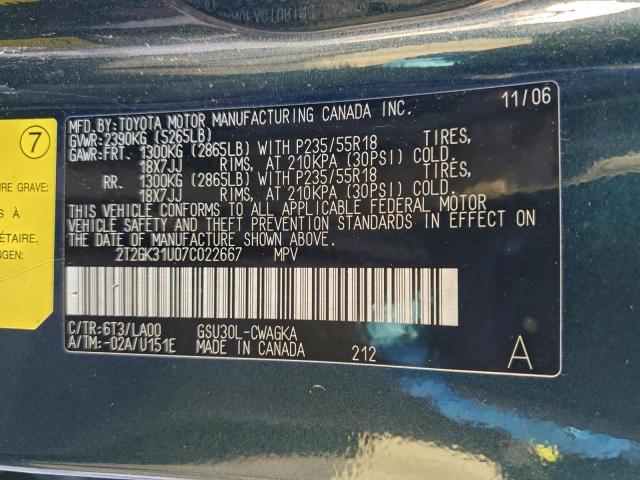 11/06
MFD.BY:TOYOTA MOTOR MANUFACTURING CANADA INC.
GVWR:2390KG (5265LB)
GAWR:FRT. 1300KG (2865LB) WITH P235/55R18 TIRES,
18X7JJ RIMS, AT 210KPA (30PSI) COLD.
RR. 1300KG (2865LB) WITH P235/55R18 TIRES,
18X7JJ RIMS, AT 210KPA (30PSI) COLD.
THIS VEHICLE CONFORMS TO ALL APPLICABLE FEDERAL MOTOR
VEHICLE SAFETY AND THEFT PREVENTION STANDARDS IN EFFECT ON
THE DATE OF MANUFACTURE SHOWN ABOVE.
2T2GK31U07C022667 MPV
C/TR:6T3/LA00 GSU30L-CWAGKA
A/TM:-02A/U151E MADE IN CANADA 212
A
7
GRAVE:
À